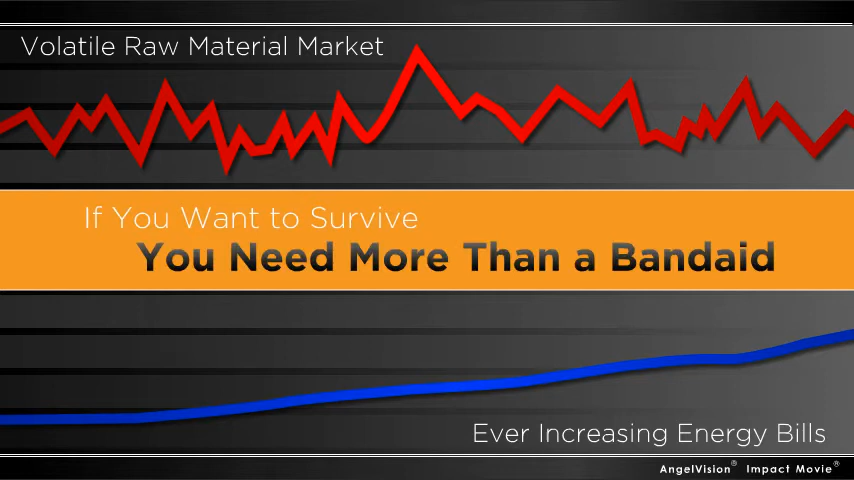 Volatile Raw Material Market
If You Want to Survive
You Need More Than a Bandaid
Ever Increasing Energy Bills
AngelVision® Impact Movie®